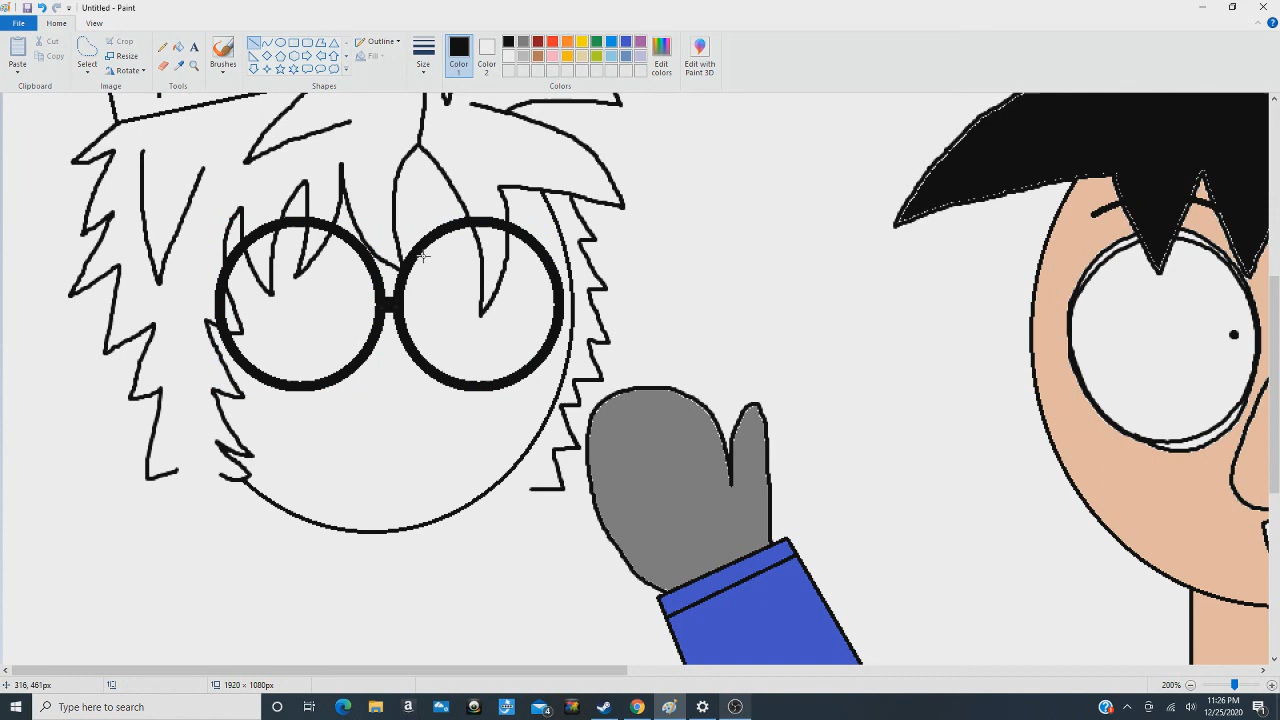 Untitled - Paint
File Home View
Cut Crop Outline
Copy Resize Fill
Paste Select Rotate Brushes Size Color 1 Color 2 Edit colors Edit with Paint 3D
Clipboard Image Tools Shapes Colors
316, 461px 1920 × 1080px 200%
Type here to search 4 11:26 PM
12/25/2020